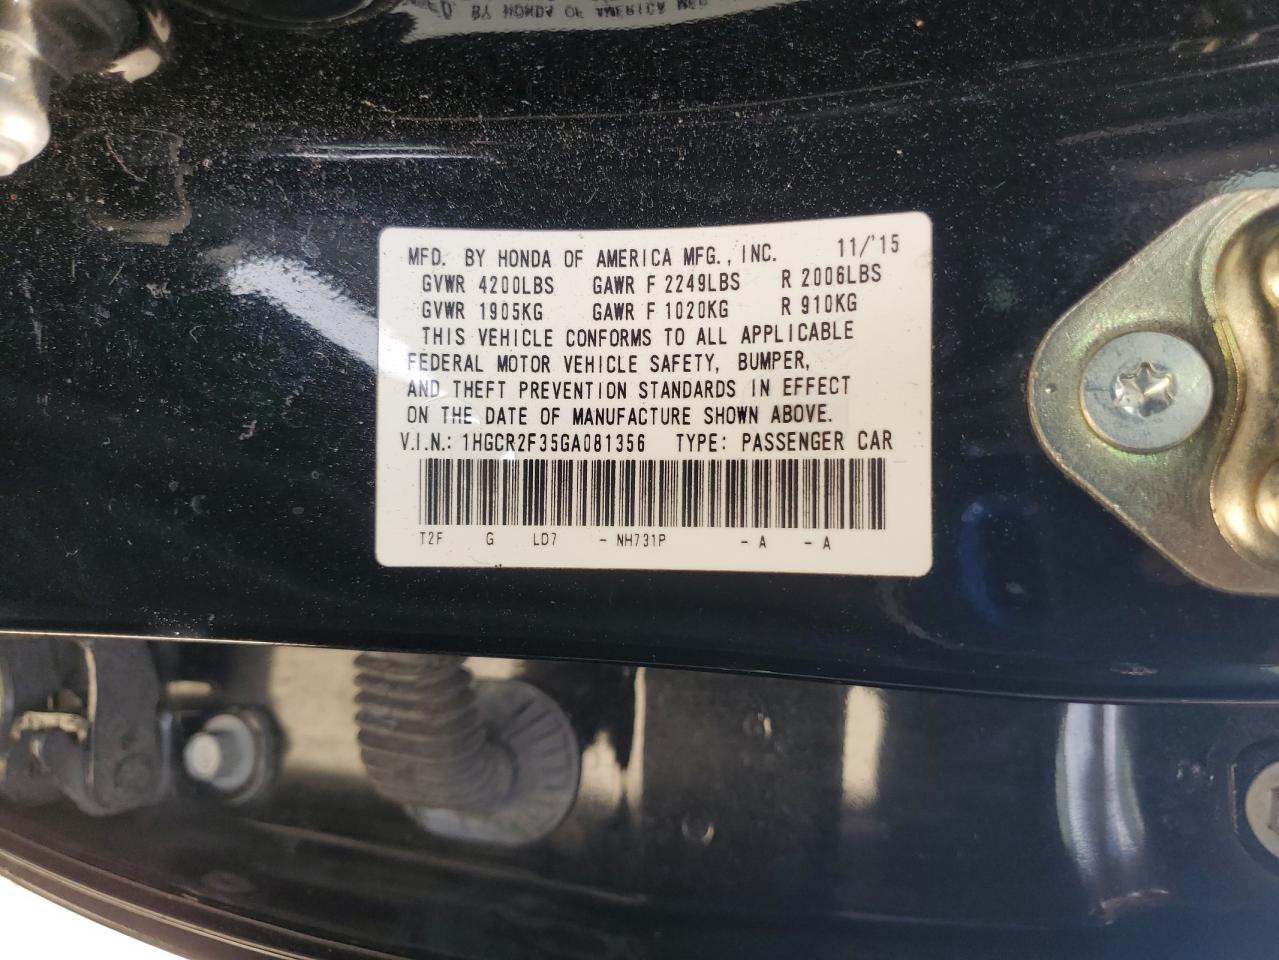 MFD. BY HONDA OF AMERICA MFG., INC. 11/'15
GVWR 4200LBS GAWR F 2249LBS R 2006LBS
GVWR 1905KG GAWR F 1020KG R 910KG
THIS VEHICLE CONFORMS TO ALL APPLICABLE
FEDERAL MOTOR VEHICLE SAFETY, BUMPER,
AND THEFT PREVENTION STANDARDS IN EFFECT
ON THE DATE OF MANUFACTURE SHOWN ABOVE.
V.I.N.: 1HGCR2F35GA081356 TYPE: PASSENGER CAR
T2F G LD7 - NH731P - A - A